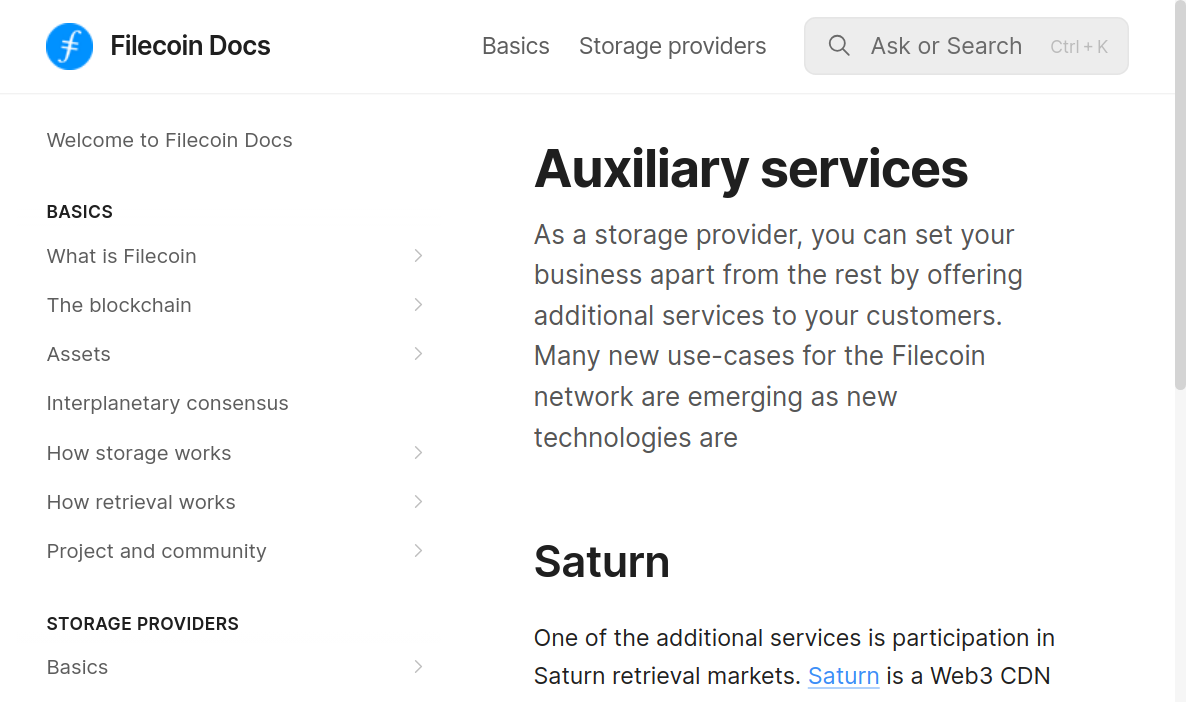 Filecoin Docs
Basics
Storage providers
Ask or Search
Ctrl + K
Welcome to Filecoin Docs
BASICS
What is Filecoin
The blockchain
Assets
Interplanetary consensus
How storage works
How retrieval works
Project and community
STORAGE PROVIDERS
Basics
Auxiliary services
As a storage provider, you can set your
business apart from the rest by offering
additional services to your customers.
Many new use-cases for the Filecoin
network are emerging as new
technologies are
Saturn
One of the additional services is participation in
Saturn retrieval markets. Saturn is a Web3 CDN